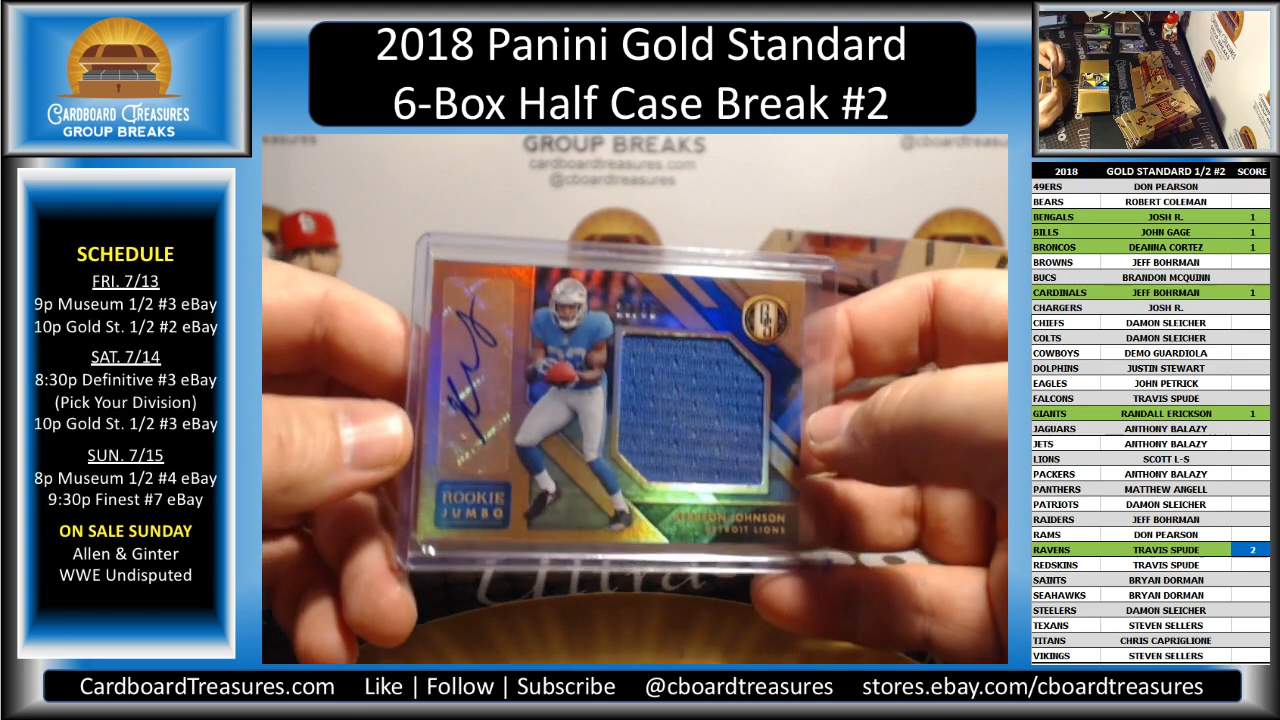 CARDBOARD TREASURES
GROUP BREAKS
2018 Panini Gold Standard
6-Box Half Case Break #2
SCHEDULE
FRI. 7/13
9p Museum 1/2 #3 eBay
10p Gold St. 1/2 #2 eBay
SAT. 7/14
8:30p Definitive #3 eBay
(Pick Your Division)
10p Gold St. 1/2 #3 eBay
SUN. 7/15
8p Museum 1/2 #4 eBay
9:30p Finest #7 eBay
ON SALE SUNDAY
Allen & Ginter
WWE Undisputed
GROUP BREAKS
cardboardtreasures.com
@cboardtreasures
GS
ROOKIE
JUMBO
JOHNSON
DETROIT LIONS
Ultra
2018 GOLD STANDARD 1/2 #2 SCORE
49ERS DON PEARSON
BEARS ROBERT COLEMAN
BENGALS JOSH R. 1
BILLS JOHN GAGE 1
BRONCOS DEANNA CORTEZ 1
BROWNS JEFF BOHRMAN
BUCS BRANDON MCQUINN
CARDINALS JEFF BOHRMAN 1
CHARGERS JOSH R.
CHIEFS DAMON SLEICHER
COLTS DAMON SLEICHER
COWBOYS DEMO GUARDIOLA
DOLPHINS JUSTIN STEWART
EAGLES JOHN PETRICK
FALCONS TRAVIS SPUDE
GIANTS RANDALL ERICKSON 1
JAGUARS ANTHONY BALAZY
JETS ANTHONY BALAZY
LIONS SCOTT L-S
PACKERS ANTHONY BALAZY
PANTHERS MATTHEW ANGELL
PATRIOTS DAMON SLEICHER
RAIDERS JEFF BOHRMAN
RAMS DON PEARSON
RAVENS TRAVIS SPUDE 2
REDSKINS TRAVIS SPUDE
SAINTS BRYAN DORMAN
SEAHAWKS BRYAN DORMAN
STEELERS DAMON SLEICHER
TEXANS STEVEN SELLERS
TITANS CHRIS CAPRIGLIONE
VIKINGS STEVEN SELLERS
CardboardTreasures.com Like | Follow | Subscribe @cboardtreasures stores.ebay.com/cboardtreasures